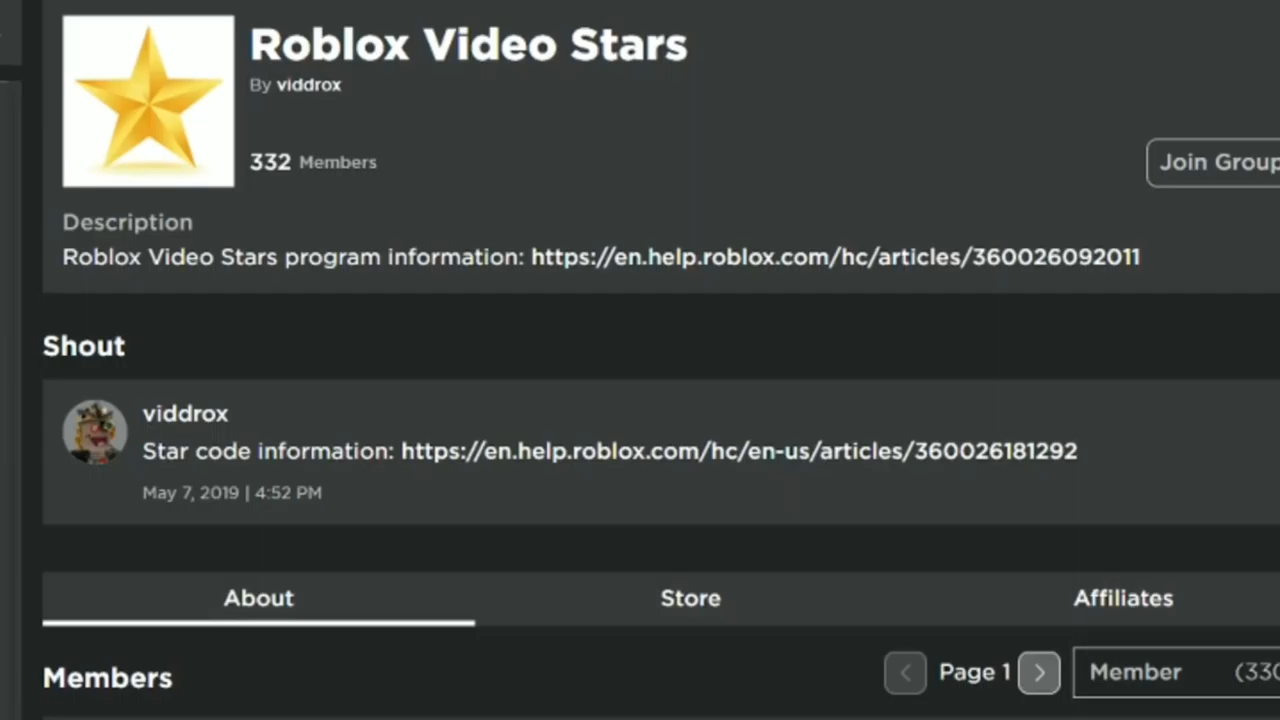 Roblox Video Stars
By viddrox
332 Members
Join Group
Description
Roblox Video Stars program information: https://en.help.roblox.com/hc/articles/360026092011
Shout
viddrox
Star code information: https://en.help.roblox.com/hc/en-us/articles/360026181292
May 7, 2019 | 4:52 PM
About Store Affiliates
Members
Page 1
Member (330